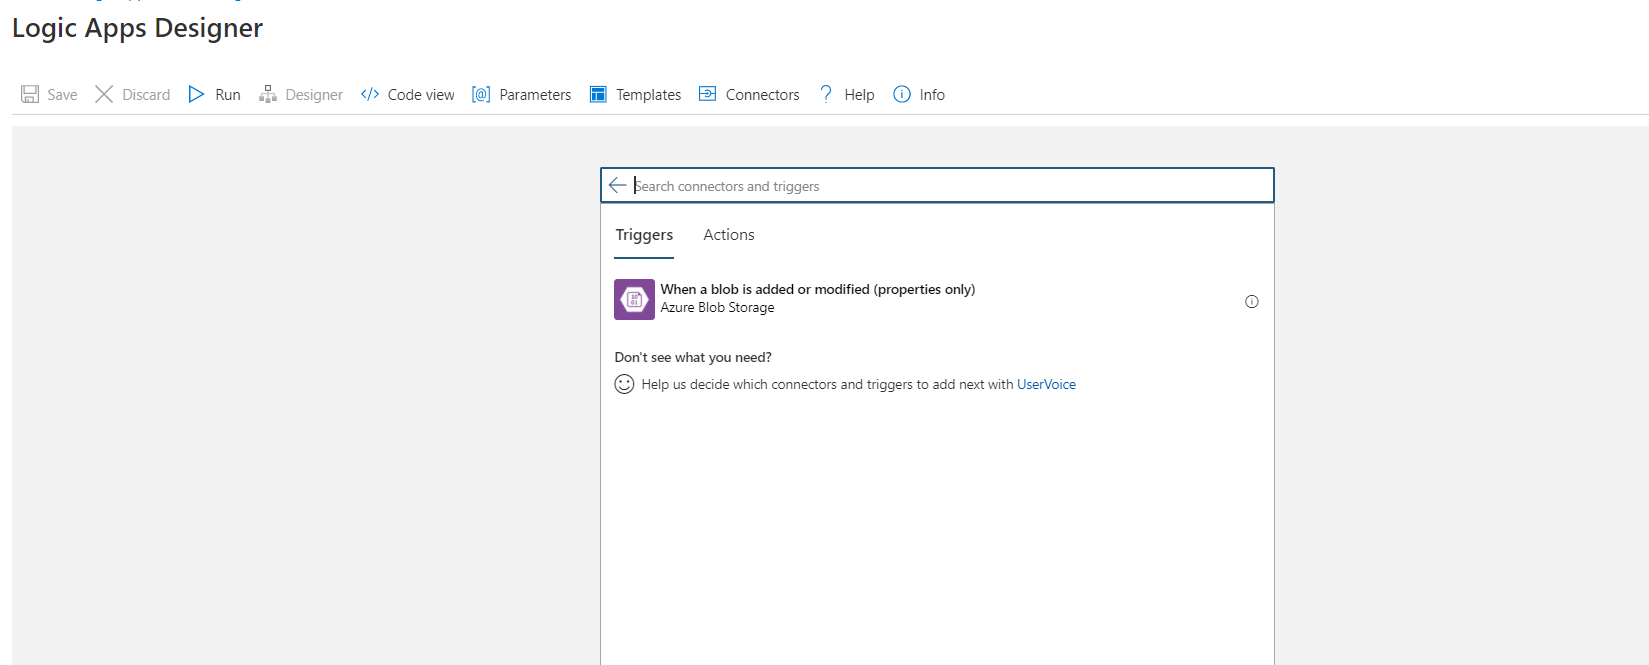 Logic Apps Designer
Save Discard Run Designer Code view Parameters Templates Connectors Help Info
Search connectors and triggers
Triggers Actions
When a blob is added or modified (properties only)
Azure Blob Storage
Don't see what you need?
Help us decide which connectors and triggers to add next with UserVoice